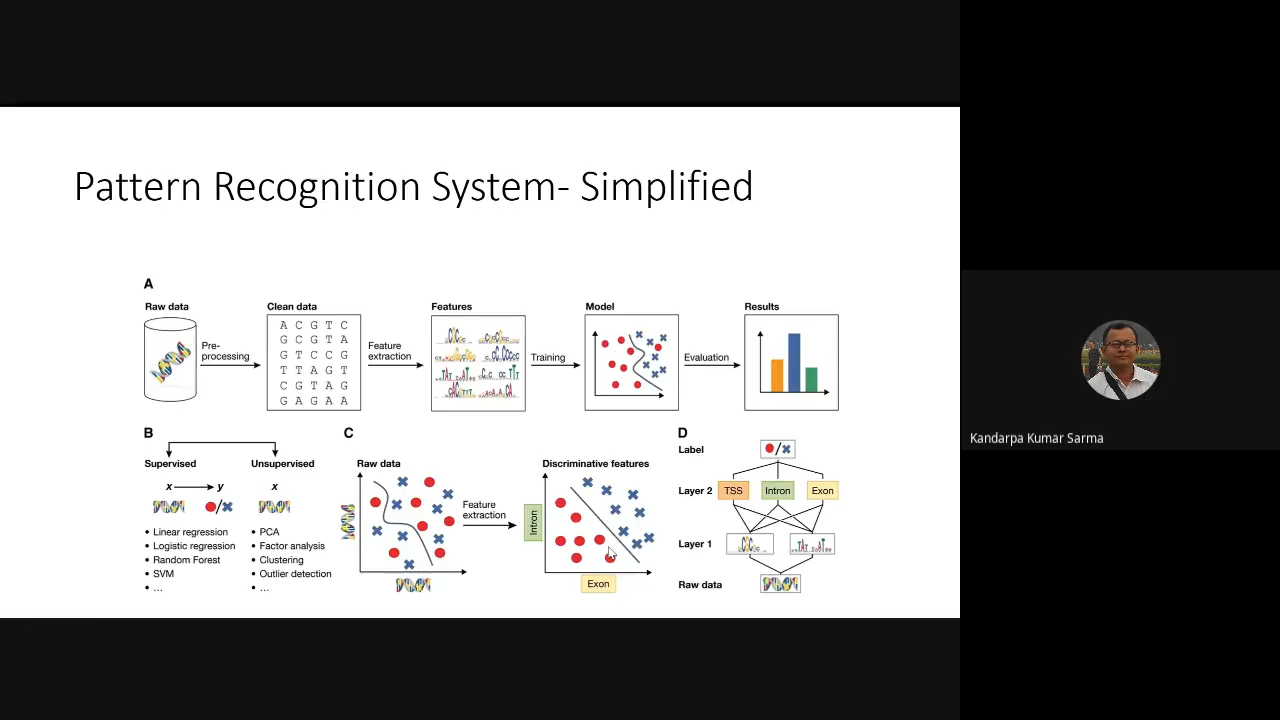 Pattern Recognition System- Simplified
A
Raw data
Clean data
Features
Model
Results
Pre-
processing
A C G T C
G C G T A
G T C C G
T T A G T
C G T A G
G A G A A
Feature
extraction
Training
Evaluation
B
Supervised
Unsupervised
x y
x
• Linear regression
• Logistic regression
• Random Forest
• SVM
• ...
• PCA
• Factor analysis
• Clustering
• Outlier detection
• ...
C
Raw data
Feature
extraction
Discriminative features
Intron
Exon
D
Label
/
Layer 2
TSS
Intron
Exon
Layer 1
Raw data
Kandarpa Kumar Sarma